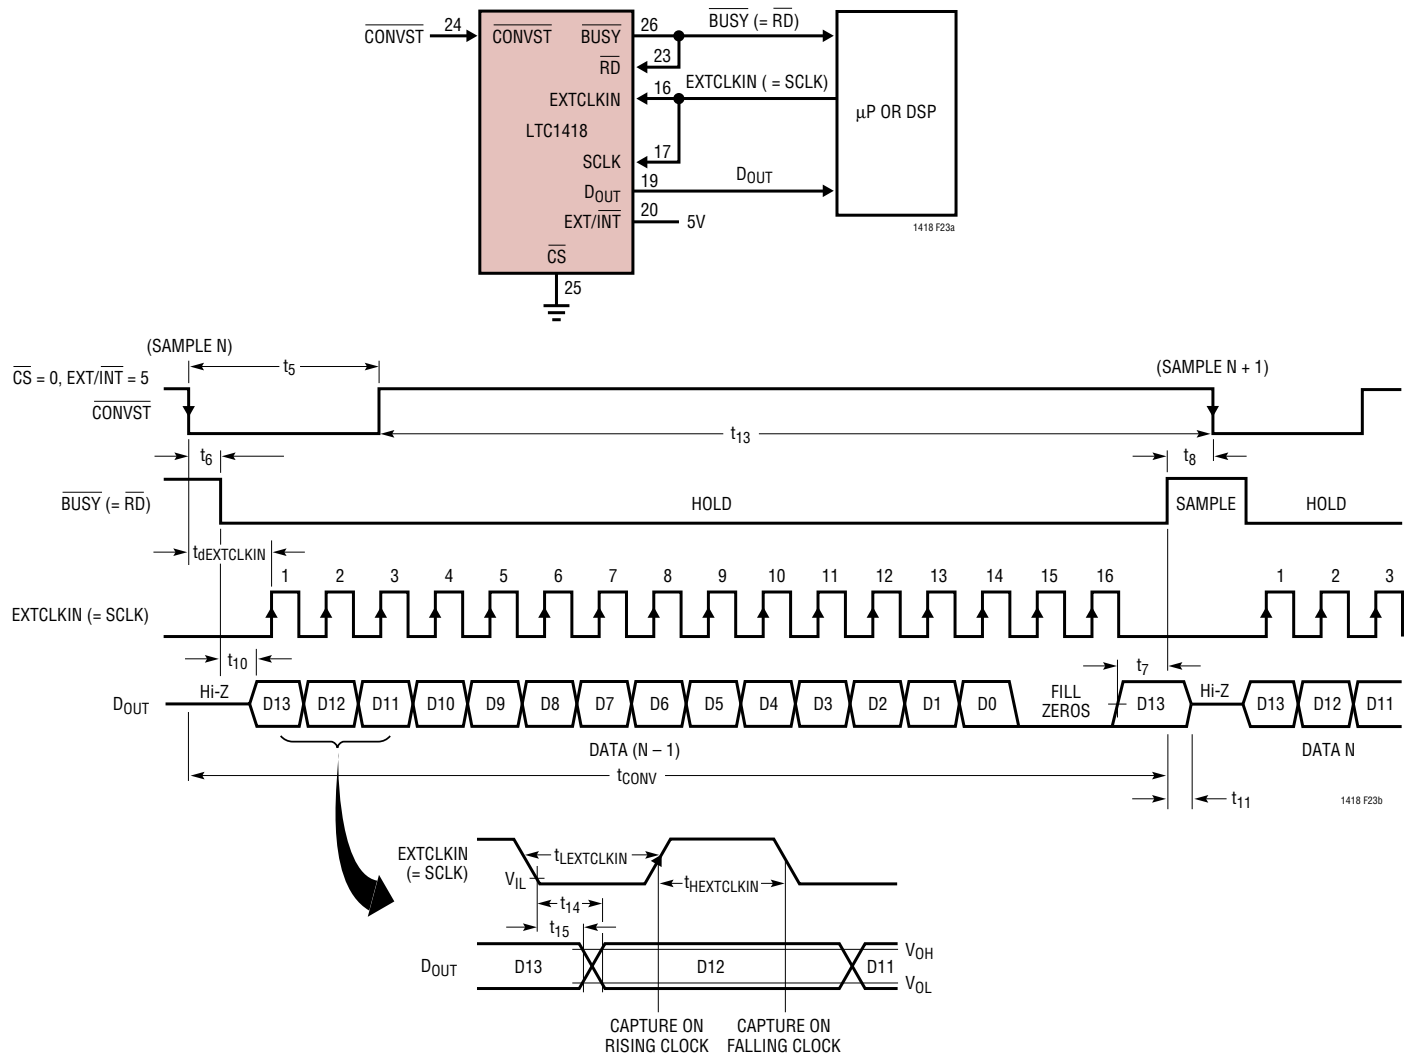 CONVST 24 CONVST BUSY 26 BUSY (= RD)
RD 23
EXTCLKIN 16 EXTCLKIN ( = SCLK)
µP OR DSP
LTC1418
SCLK 17
DOUT 19 DOUT
EXT/INT 20 5V
1418 F23a
CS
25
(SAMPLE N)
t5
(SAMPLE N + 1)
CS = 0, EXT/INT = 5
CONVST
t13
t6
t8
BUSY (= RD)
HOLD
SAMPLE
HOLD
tdEXTCLKIN
1 2 3 4 5 6 7 8 9 10 11 12 13 14 15 16 1 2 3
EXTCLKIN (= SCLK)
t10
t7
DOUT
Hi-Z D13 D12 D11 D10 D9 D8 D7 D6 D5 D4 D3 D2 D1 D0
FILL
ZEROS
D13 Hi-Z D13 D12 D11
DATA (N – 1)
DATA N
tCONV
t11
1418 F23b
EXTCLKIN
(= SCLK)
tLEXTCLKIN
VIL
tHEXTCLKIN
t14
t15
DOUT
D13 D12 D11
VOH
VOL
CAPTURE ON
RISING CLOCK
CAPTURE ON
FALLING CLOCK